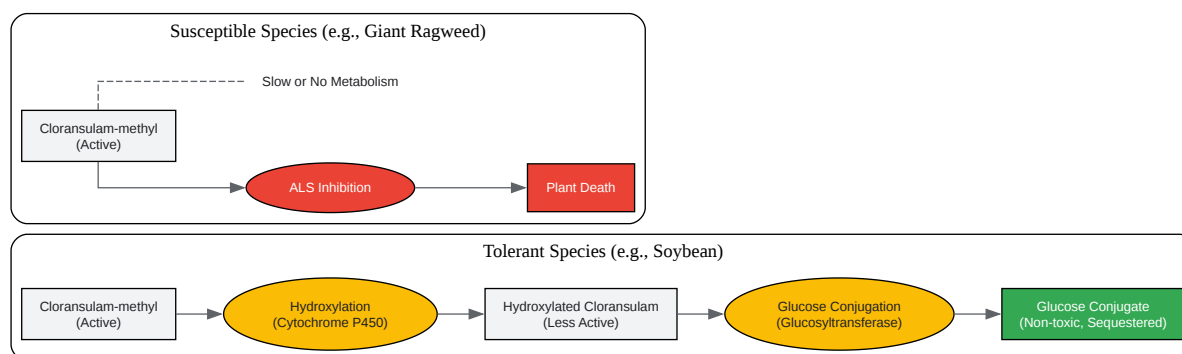 Susceptible Species (e.g., Giant Ragweed)
Slow or No Metabolism
Cloransulam-methyl
(Active)
ALS Inhibition
Plant Death
Tolerant Species (e.g., Soybean)
Cloransulam-methyl
(Active)
Hydroxylation
(Cytochrome P450)
Hydroxylated Cloransulam
(Less Active)
Glucose Conjugation
(Glucosyltransferase)
Glucose Conjugate
(Non-toxic, Sequestered)